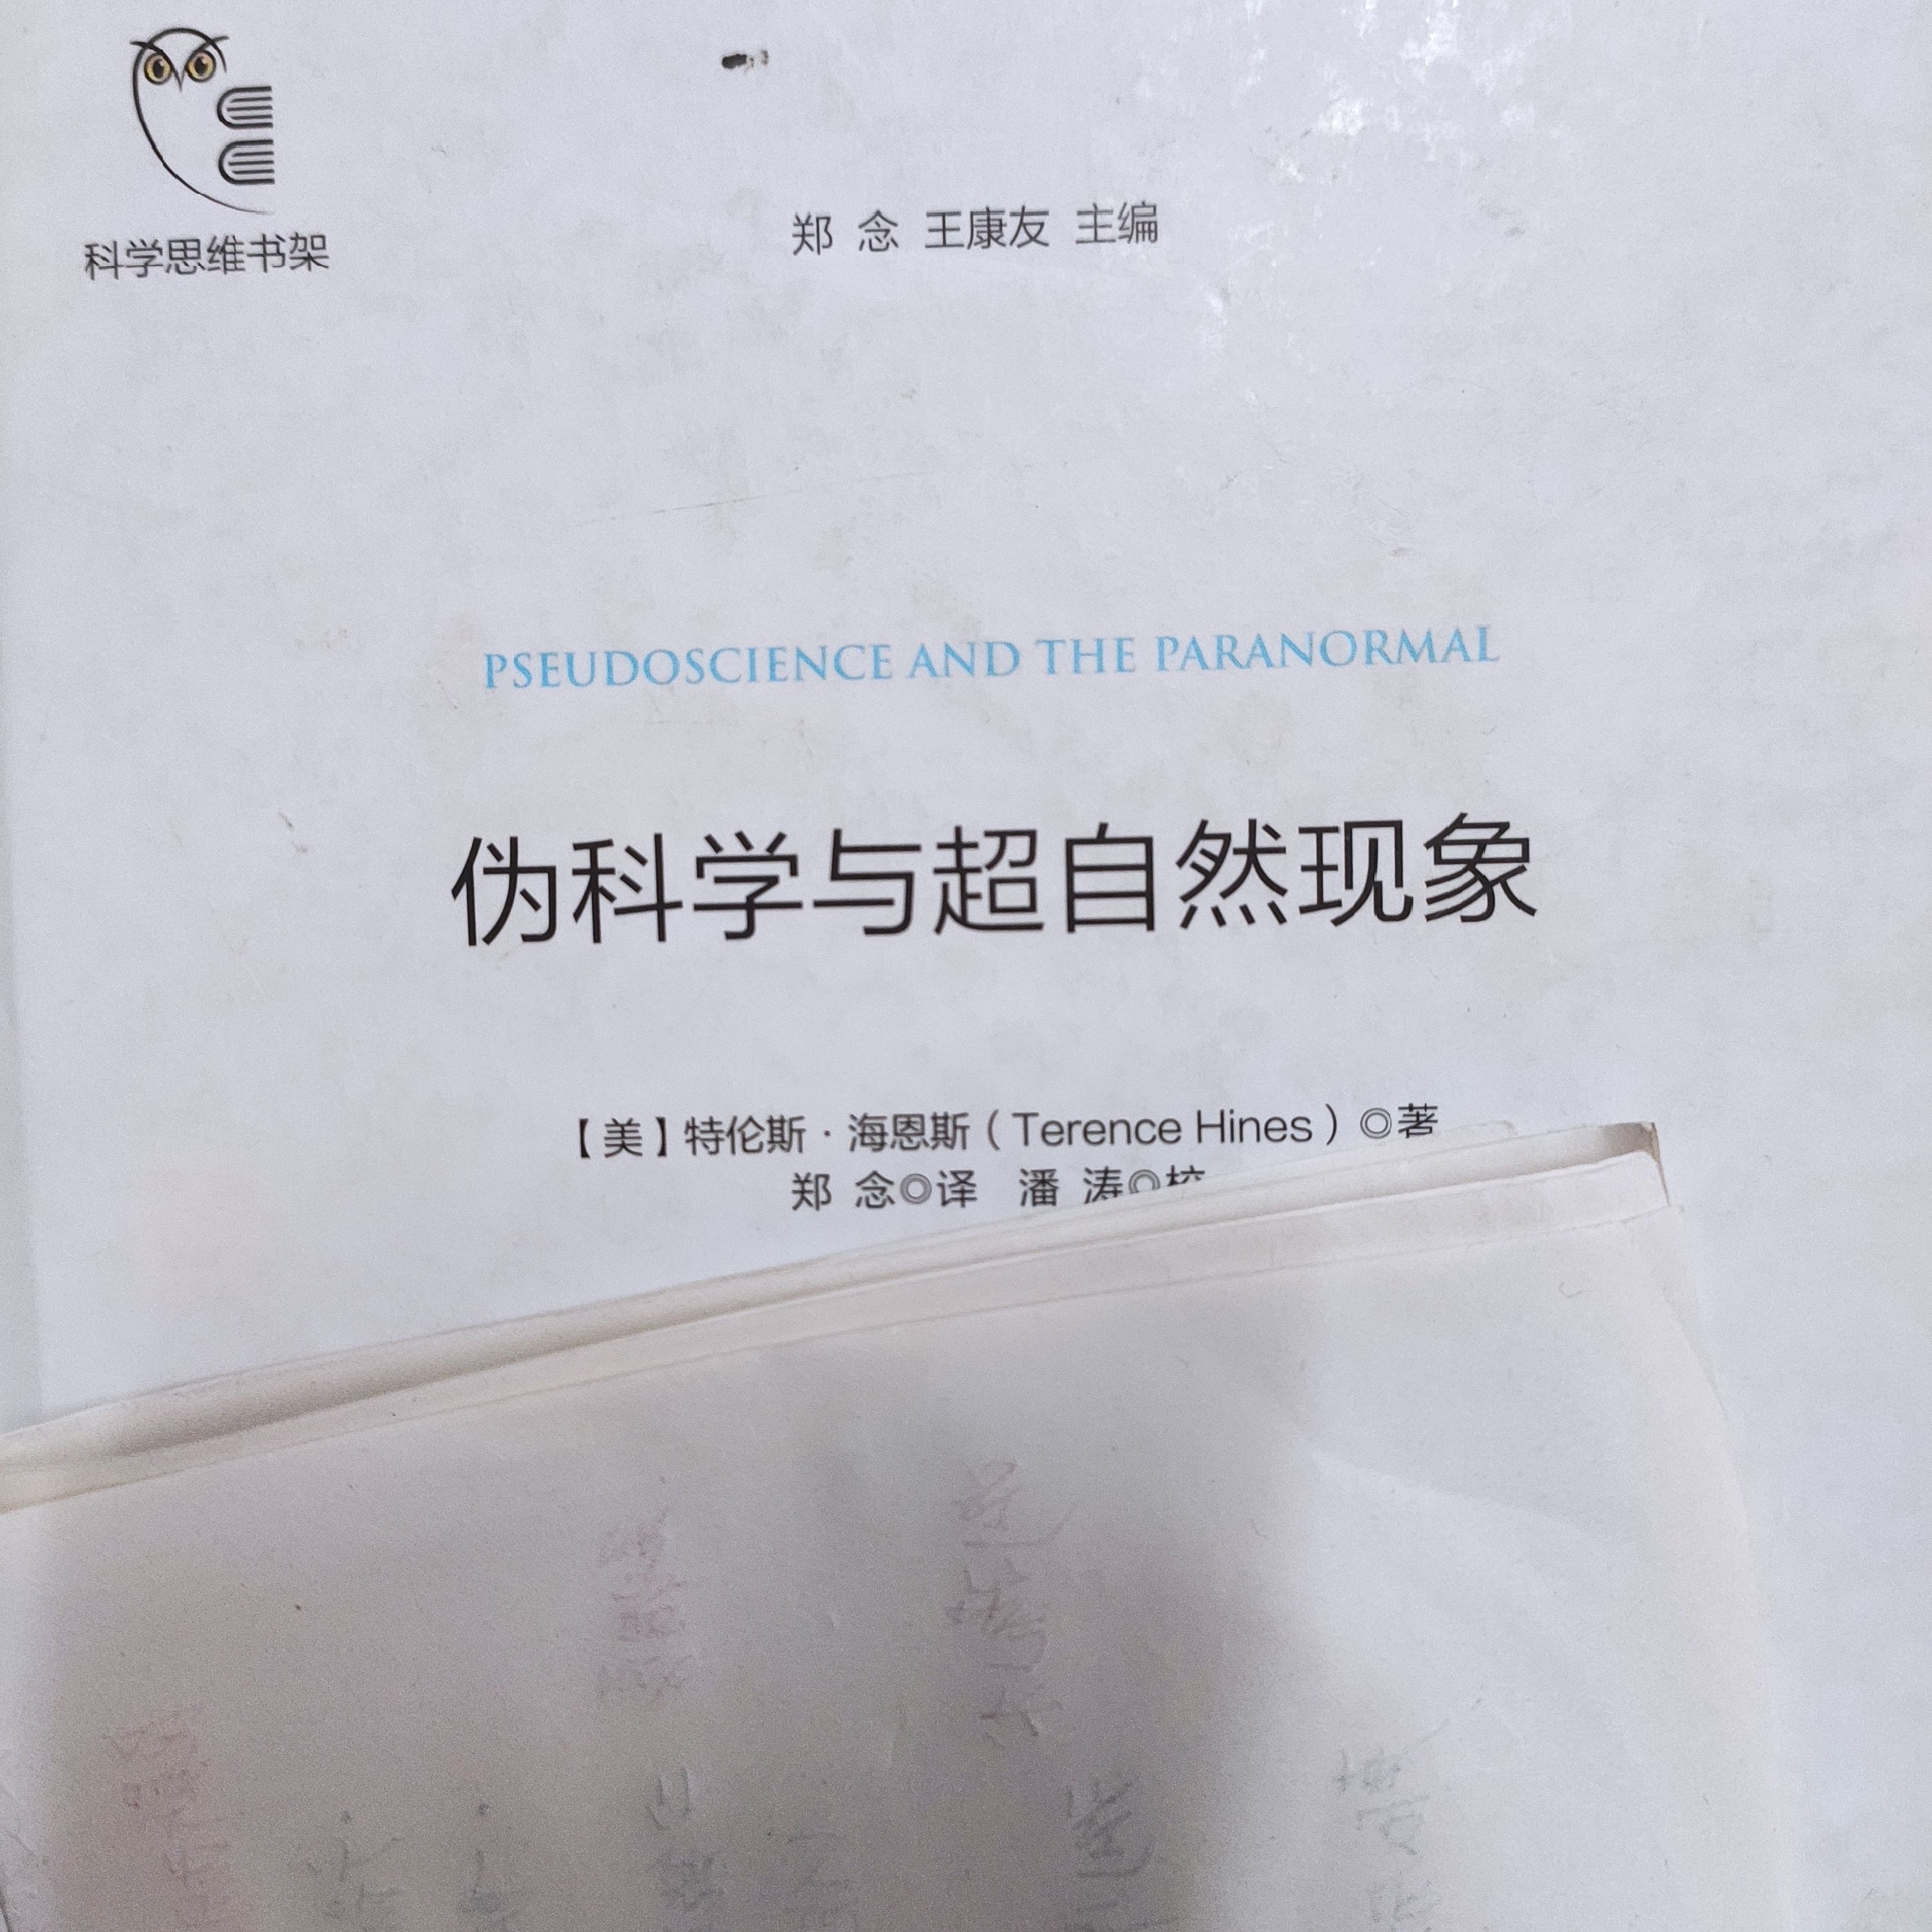 科学思维书架
郑 念 王康友 主编
PSEUDOSCIENCE AND THE PARANORMAL
伪科学与超自然现象
【美】特伦斯·海恩斯（Terence Hines）◎著
郑 念◎译 潘 涛◎校